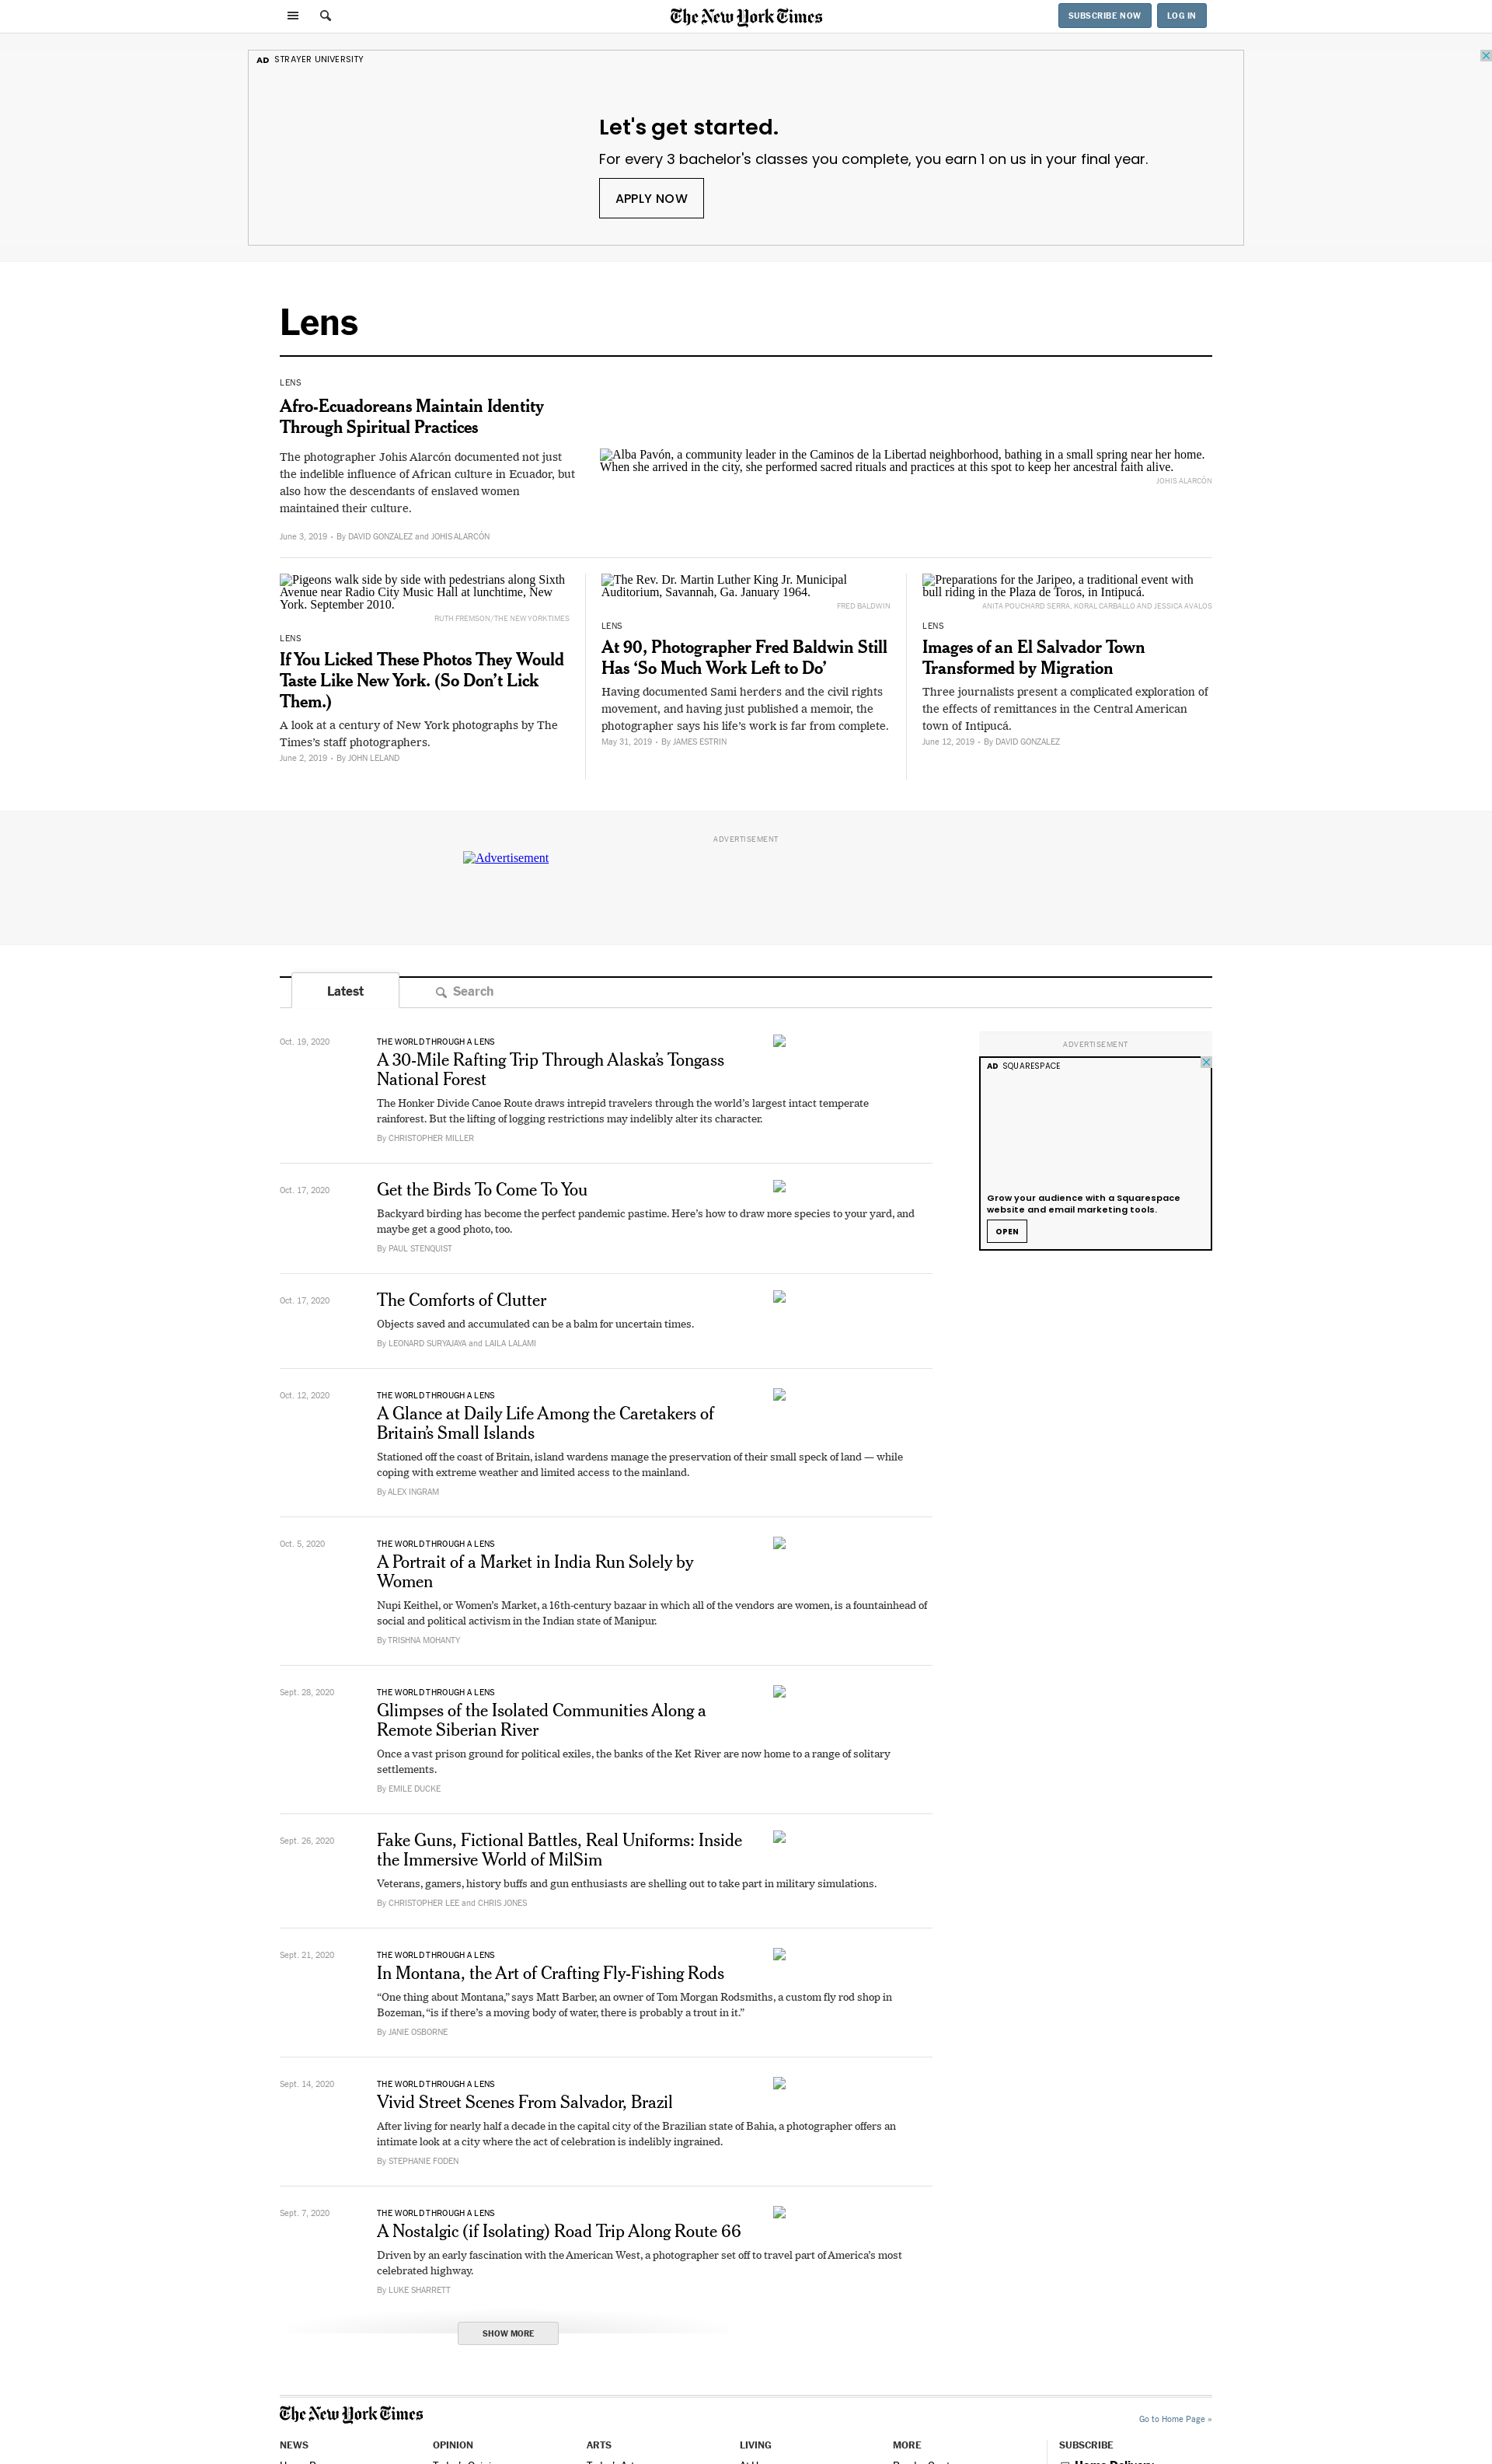 The New York Times
SUBSCRIBE NOW
LOG IN
AD STRAYER UNIVERSITY
Let's get started.
For every 3 bachelor's classes you complete, you earn 1 on us in your final year.
APPLY NOW
Lens
LENS
Afro-Ecuadoreans Maintain Identity
Through Spiritual Practices
The photographer Johis Alarcón documented not just
the indelible influence of African culture in Ecuador, but
also how the descendants of enslaved women
maintained their culture.
June 3, 2019 • By DAVID GONZALEZ and JOHIS ALARCÓN
Alba Pavón, a community leader in the Caminos de la Libertad neighborhood, bathing in a small spring near her home.
When she arrived in the city, she performed sacred rituals and practices at this spot to keep her ancestral faith alive.
JOHIS ALARCÓN
Pigeons walk side by side with pedestrians along Sixth
Avenue near Radio City Music Hall at lunchtime, New
York. September 2010.
RUTH FREMSON/THE NEW YORK TIMES
LENS
If You Licked These Photos They Would
Taste Like New York. (So Don’t Lick
Them.)
A look at a century of New York photographs by The
Times’s staff photographers.
June 2, 2019 • By JOHN LELAND
The Rev. Dr. Martin Luther King Jr. Municipal
Auditorium, Savannah, Ga. January 1964.
FRED BALDWIN
LENS
At 90, Photographer Fred Baldwin Still
Has ‘So Much Work Left to Do’
Having documented Sami herders and the civil rights
movement, and having just published a memoir, the
photographer says his life’s work is far from complete.
May 31, 2019 • By JAMES ESTRIN
Preparations for the Jaripeo, a traditional event with
bull riding in the Plaza de Toros, in Intipucá.
ANITA POUCHARD SERRA, KORAL CARBALLO AND JESSICA AVALOS
LENS
Images of an El Salvador Town
Transformed by Migration
Three journalists present a complicated exploration of
the effects of remittances in the Central American
town of Intipucá.
June 12, 2019 • By DAVID GONZALEZ
ADVERTISEMENT
Advertisement
Latest
Search
Oct. 19, 2020
THE WORLD THROUGH A LENS
A 30-Mile Rafting Trip Through Alaska’s Tongass
National Forest
The Honker Divide Canoe Route draws intrepid travelers through the world’s largest intact temperate
rainforest. But the lifting of logging restrictions may indelibly alter its character.
By CHRISTOPHER MILLER
Oct. 17, 2020
Get the Birds To Come To You
Backyard birding has become the perfect pandemic pastime. Here’s how to draw more species to your yard, and
maybe get a good photo, too.
By PAUL STENQUIST
Oct. 17, 2020
The Comforts of Clutter
Objects saved and accumulated can be a balm for uncertain times.
By LEONARD SURYAJAYA and LAILA LALAMI
Oct. 12, 2020
THE WORLD THROUGH A LENS
A Glance at Daily Life Among the Caretakers of
Britain’s Small Islands
Stationed off the coast of Britain, island wardens manage the preservation of their small speck of land — while
coping with extreme weather and limited access to the mainland.
By ALEX INGRAM
Oct. 5, 2020
THE WORLD THROUGH A LENS
A Portrait of a Market in India Run Solely by
Women
Nupi Keithel, or Women’s Market, a 16th-century bazaar in which all of the vendors are women, is a fountainhead of
social and political activism in the Indian state of Manipur.
By TRISHNA MOHANTY
Sept. 28, 2020
THE WORLD THROUGH A LENS
Glimpses of the Isolated Communities Along a
Remote Siberian River
Once a vast prison ground for political exiles, the banks of the Ket River are now home to a range of solitary
settlements.
By EMILE DUCKE
Sept. 26, 2020
Fake Guns, Fictional Battles, Real Uniforms: Inside
the Immersive World of MilSim
Veterans, gamers, history buffs and gun enthusiasts are shelling out to take part in military simulations.
By CHRISTOPHER LEE and CHRIS JONES
Sept. 21, 2020
THE WORLD THROUGH A LENS
In Montana, the Art of Crafting Fly-Fishing Rods
“One thing about Montana,” says Matt Barber, an owner of Tom Morgan Rodsmiths, a custom fly rod shop in
Bozeman, “is if there’s a moving body of water, there is probably a trout in it.”
By JANIE OSBORNE
Sept. 14, 2020
THE WORLD THROUGH A LENS
Vivid Street Scenes From Salvador, Brazil
After living for nearly half a decade in the capital city of the Brazilian state of Bahia, a photographer offers an
intimate look at a city where the act of celebration is indelibly ingrained.
By STEPHANIE FODEN
Sept. 7, 2020
THE WORLD THROUGH A LENS
A Nostalgic (if Isolating) Road Trip Along Route 66
Driven by an early fascination with the American West, a photographer set off to travel part of America’s most
celebrated highway.
By LUKE SHARRETT
SHOW MORE
ADVERTISEMENT
AD SQUARESPACE
Grow your audience with a Squarespace
website and email marketing tools.
OPEN
The New York Times
Go to Home Page »
NEWS
OPINION
ARTS
LIVING
MORE
SUBSCRIBE